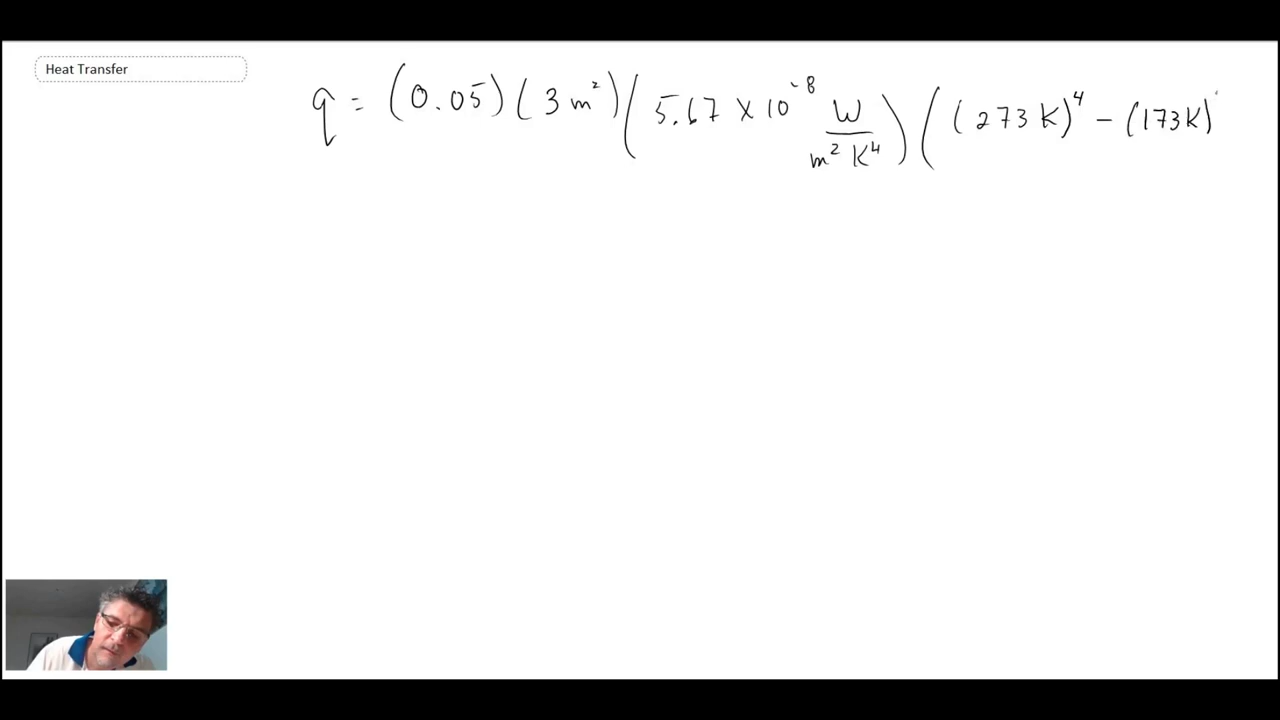 Heat Transfer
q = (0.05)(3 m²)(5.67 × 10⁻⁸ W/(m² K⁴))((273 K)⁴ − (173 K)